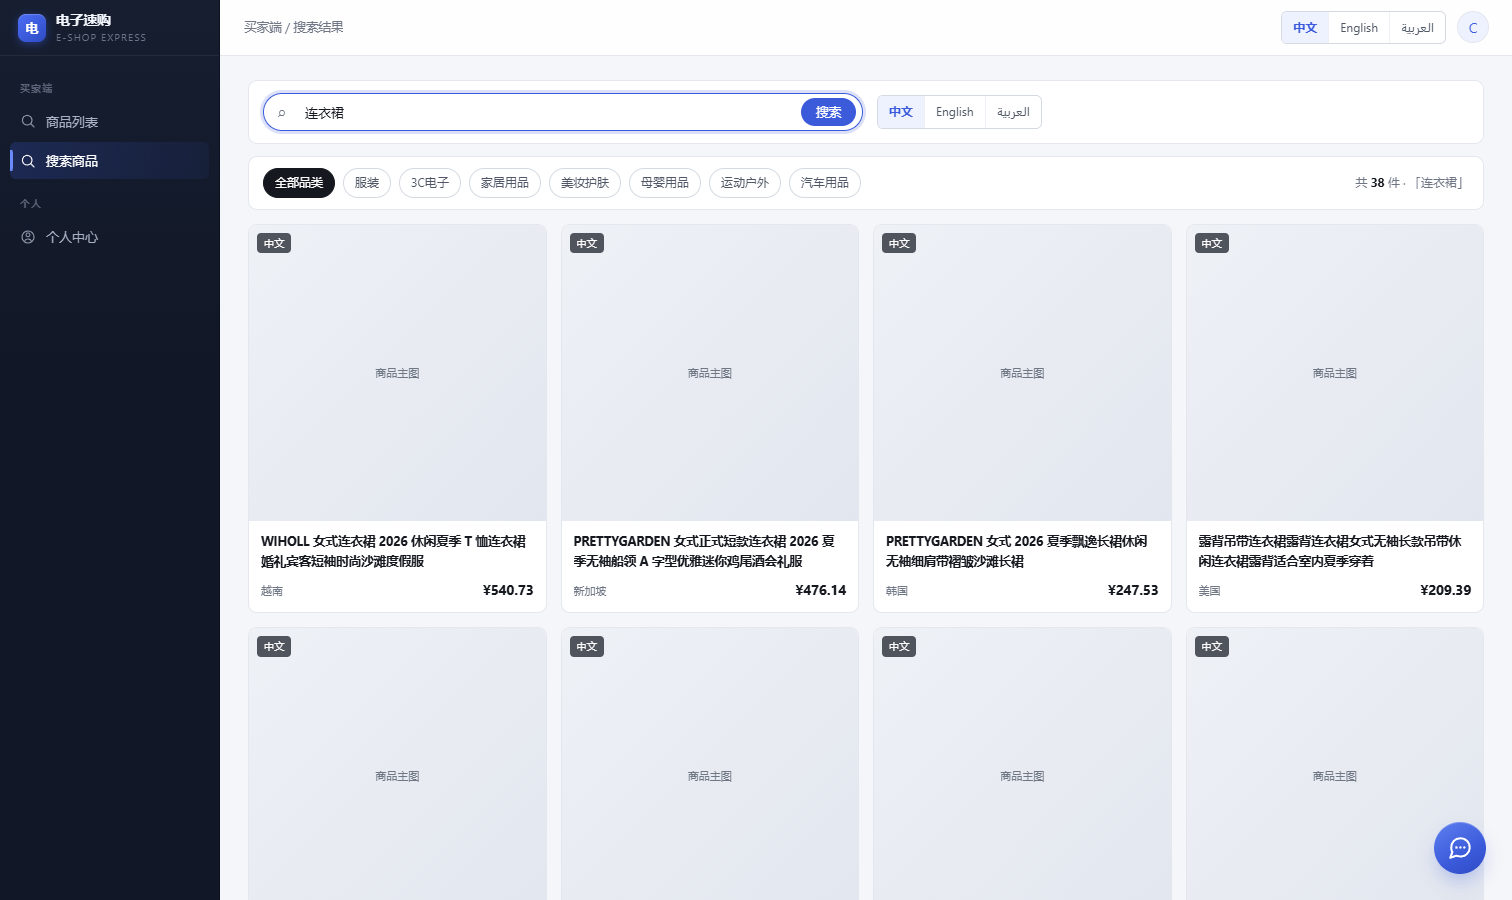 电
电子速购
E-SHOP EXPRESS
买家端
商品列表
搜索商品
个人
个人中心
买家端 / 搜索结果
中文 English العربية
C
连衣裙
搜索
中文 English العربية
全部品类 服装 3C电子 家居用品 美妆护肤 母婴用品 运动户外 汽车用品
共 38 件 · 「连衣裙」
中文
商品主图
WIHOLL 女式连衣裙 2026 休闲夏季 T 恤连衣裙
婚礼宾客短袖时尚沙滩度假服
越南 ¥540.73
中文
商品主图
PRETTYGARDEN 女式正式短款连衣裙 2026 夏
季无袖船领 A 字型优雅迷你鸡尾酒会礼服
新加坡 ¥476.14
中文
商品主图
PRETTYGARDEN 女式 2026 夏季飘逸长裙休闲
无袖细肩带褶皱沙滩长裙
韩国 ¥247.53
中文
商品主图
露背吊带连衣裙露背连衣裙女式无袖长款吊带休
闲连衣裙露背适合室内夏季穿着
美国 ¥209.39
中文
商品主图
中文
商品主图
中文
商品主图
中文
商品主图